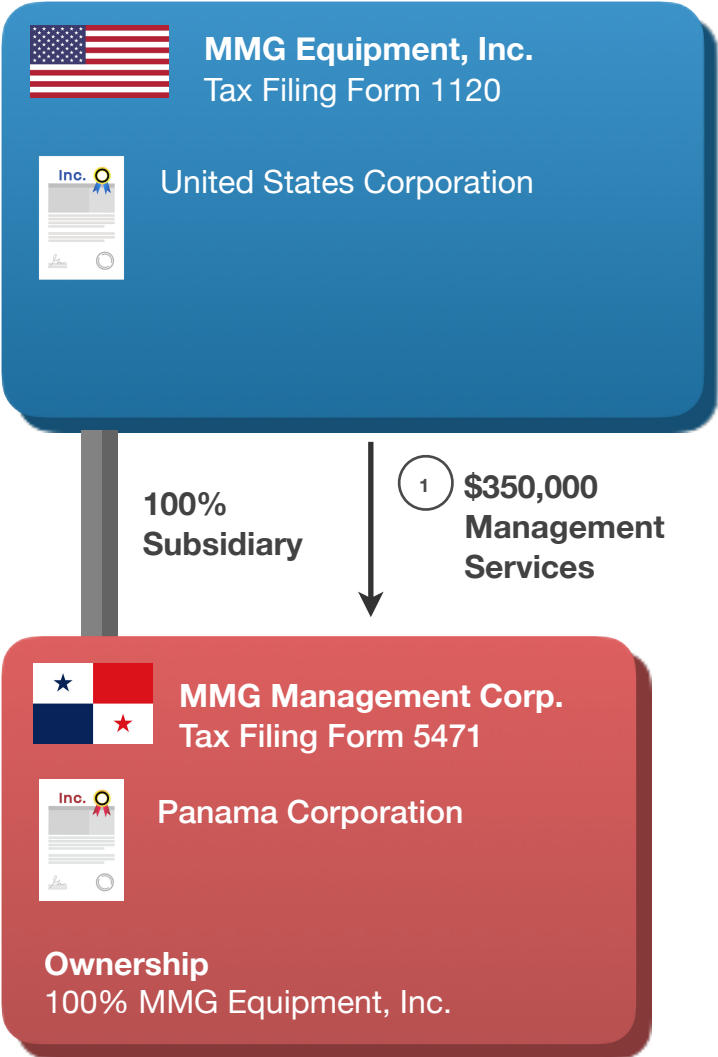 MMG Equipment, Inc.
Tax Filing Form 1120
Inc.
United States Corporation
100%
Subsidiary
1
$350,000
Management
Services
MMG Management Corp.
Tax Filing Form 5471
Inc.
Panama Corporation
Ownership
100% MMG Equipment, Inc.